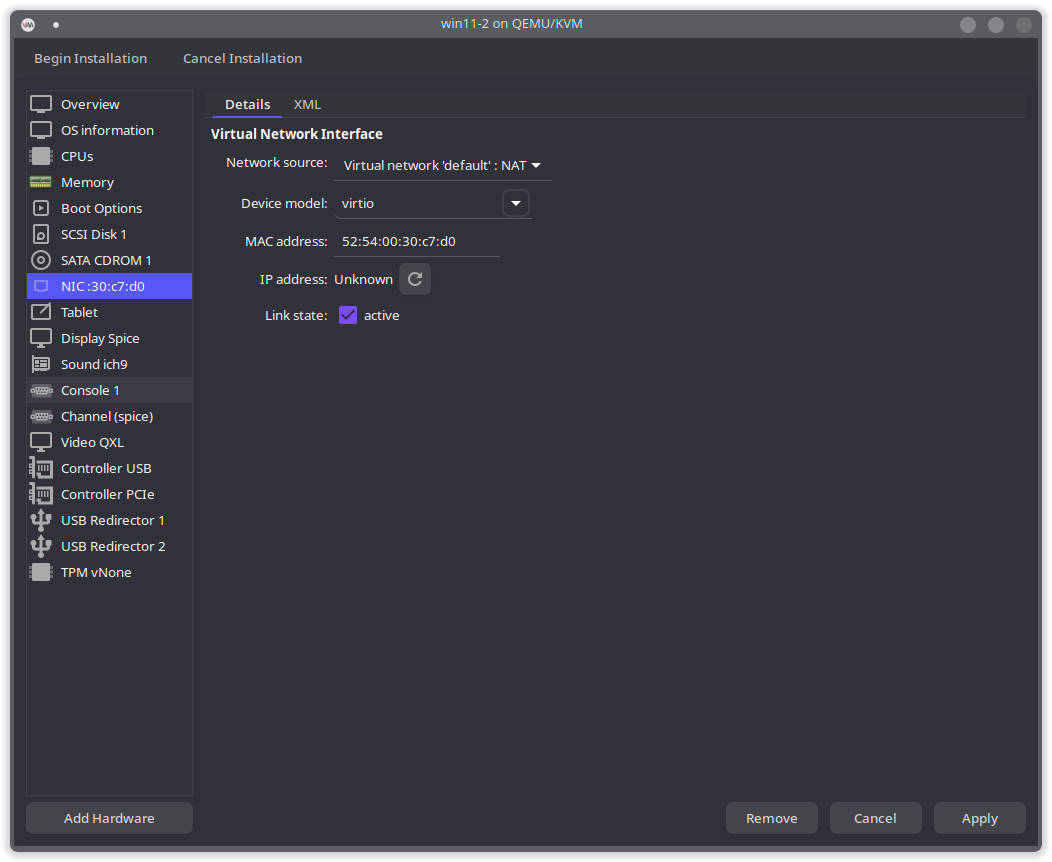 win11-2 on QEMU/KVM
Begin Installation
Cancel Installation
Overview
OS information
CPUs
Memory
Boot Options
SCSI Disk 1
SATA CDROM 1
NIC :30:c7:d0
Tablet
Display Spice
Sound ich9
Console 1
Channel (spice)
Video QXL
Controller USB
Controller PCIe
USB Redirector 1
USB Redirector 2
TPM vNone
Add Hardware
Details
XML
Virtual Network Interface
Network source: Virtual network 'default' : NAT
Device model: virtio
MAC address: 52:54:00:30:c7:d0
IP address: Unknown
Link state: active
Remove
Cancel
Apply